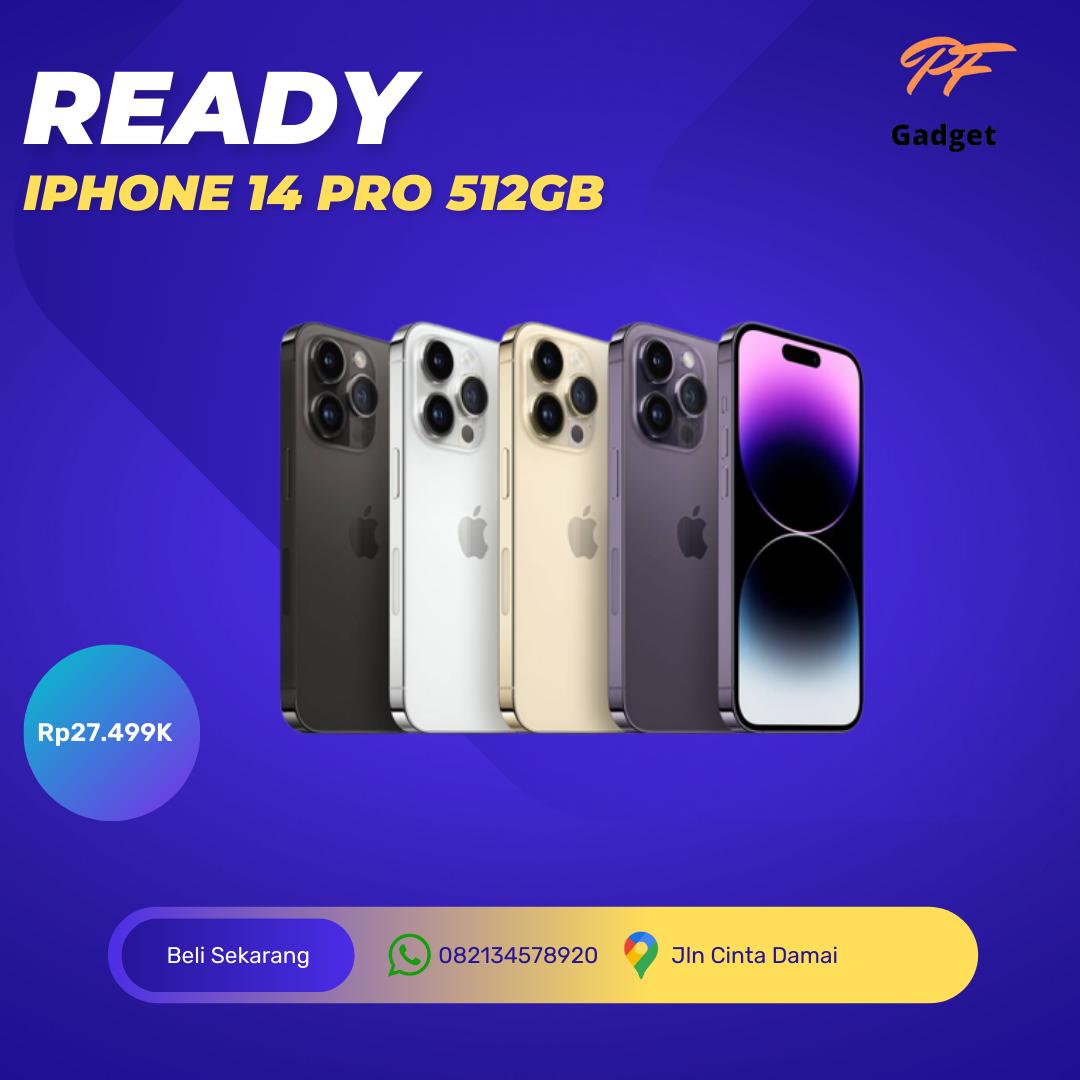 READY
IPHONE 14 PRO 512GB
PF
Gadget
Rp27.499K
Beli Sekarang
082134578920
Jln Cinta Damai